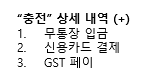 “충전” 상세 내역 (+)
1. 무통장 입금
2. 신용카드 결제
3. GST 페이